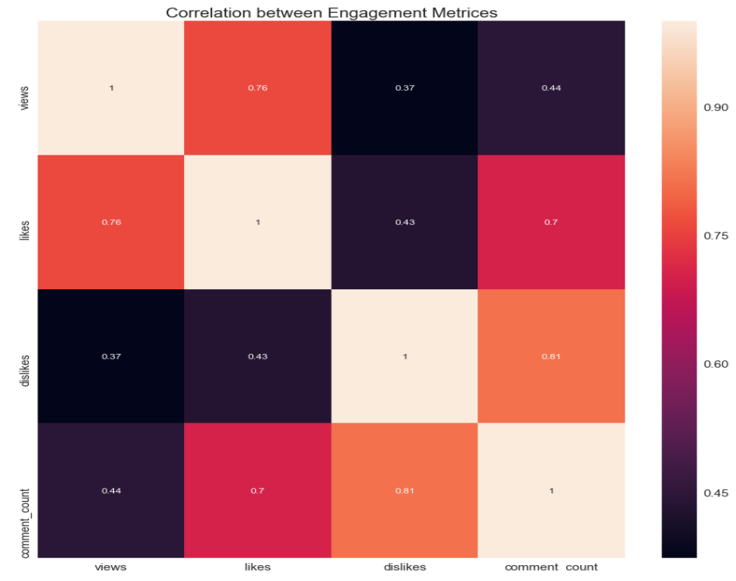 Correlation between Engagement Metrices
views
1
0.76
0.37
0.44
0.90
likes
0.76
1
0.43
0.7
0.75
dislikes
0.37
0.43
1
0.81
0.60
comment_count
0.44
0.7
0.81
1
0.45
views
likes
dislikes
comment_count